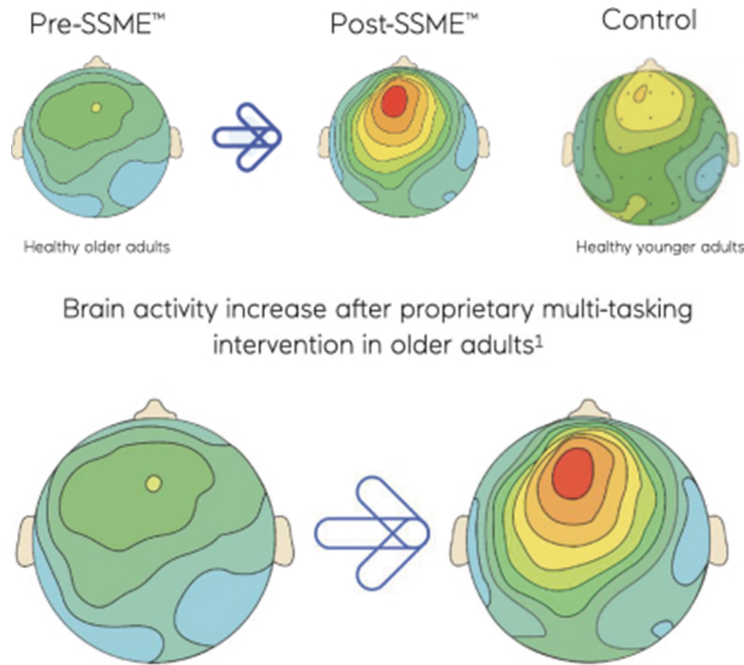 Pre-SSME™
Post-SSME™
Control
Healthy older adults
Healthy younger adults
Brain activity increase after proprietary multi-tasking
intervention in older adults¹